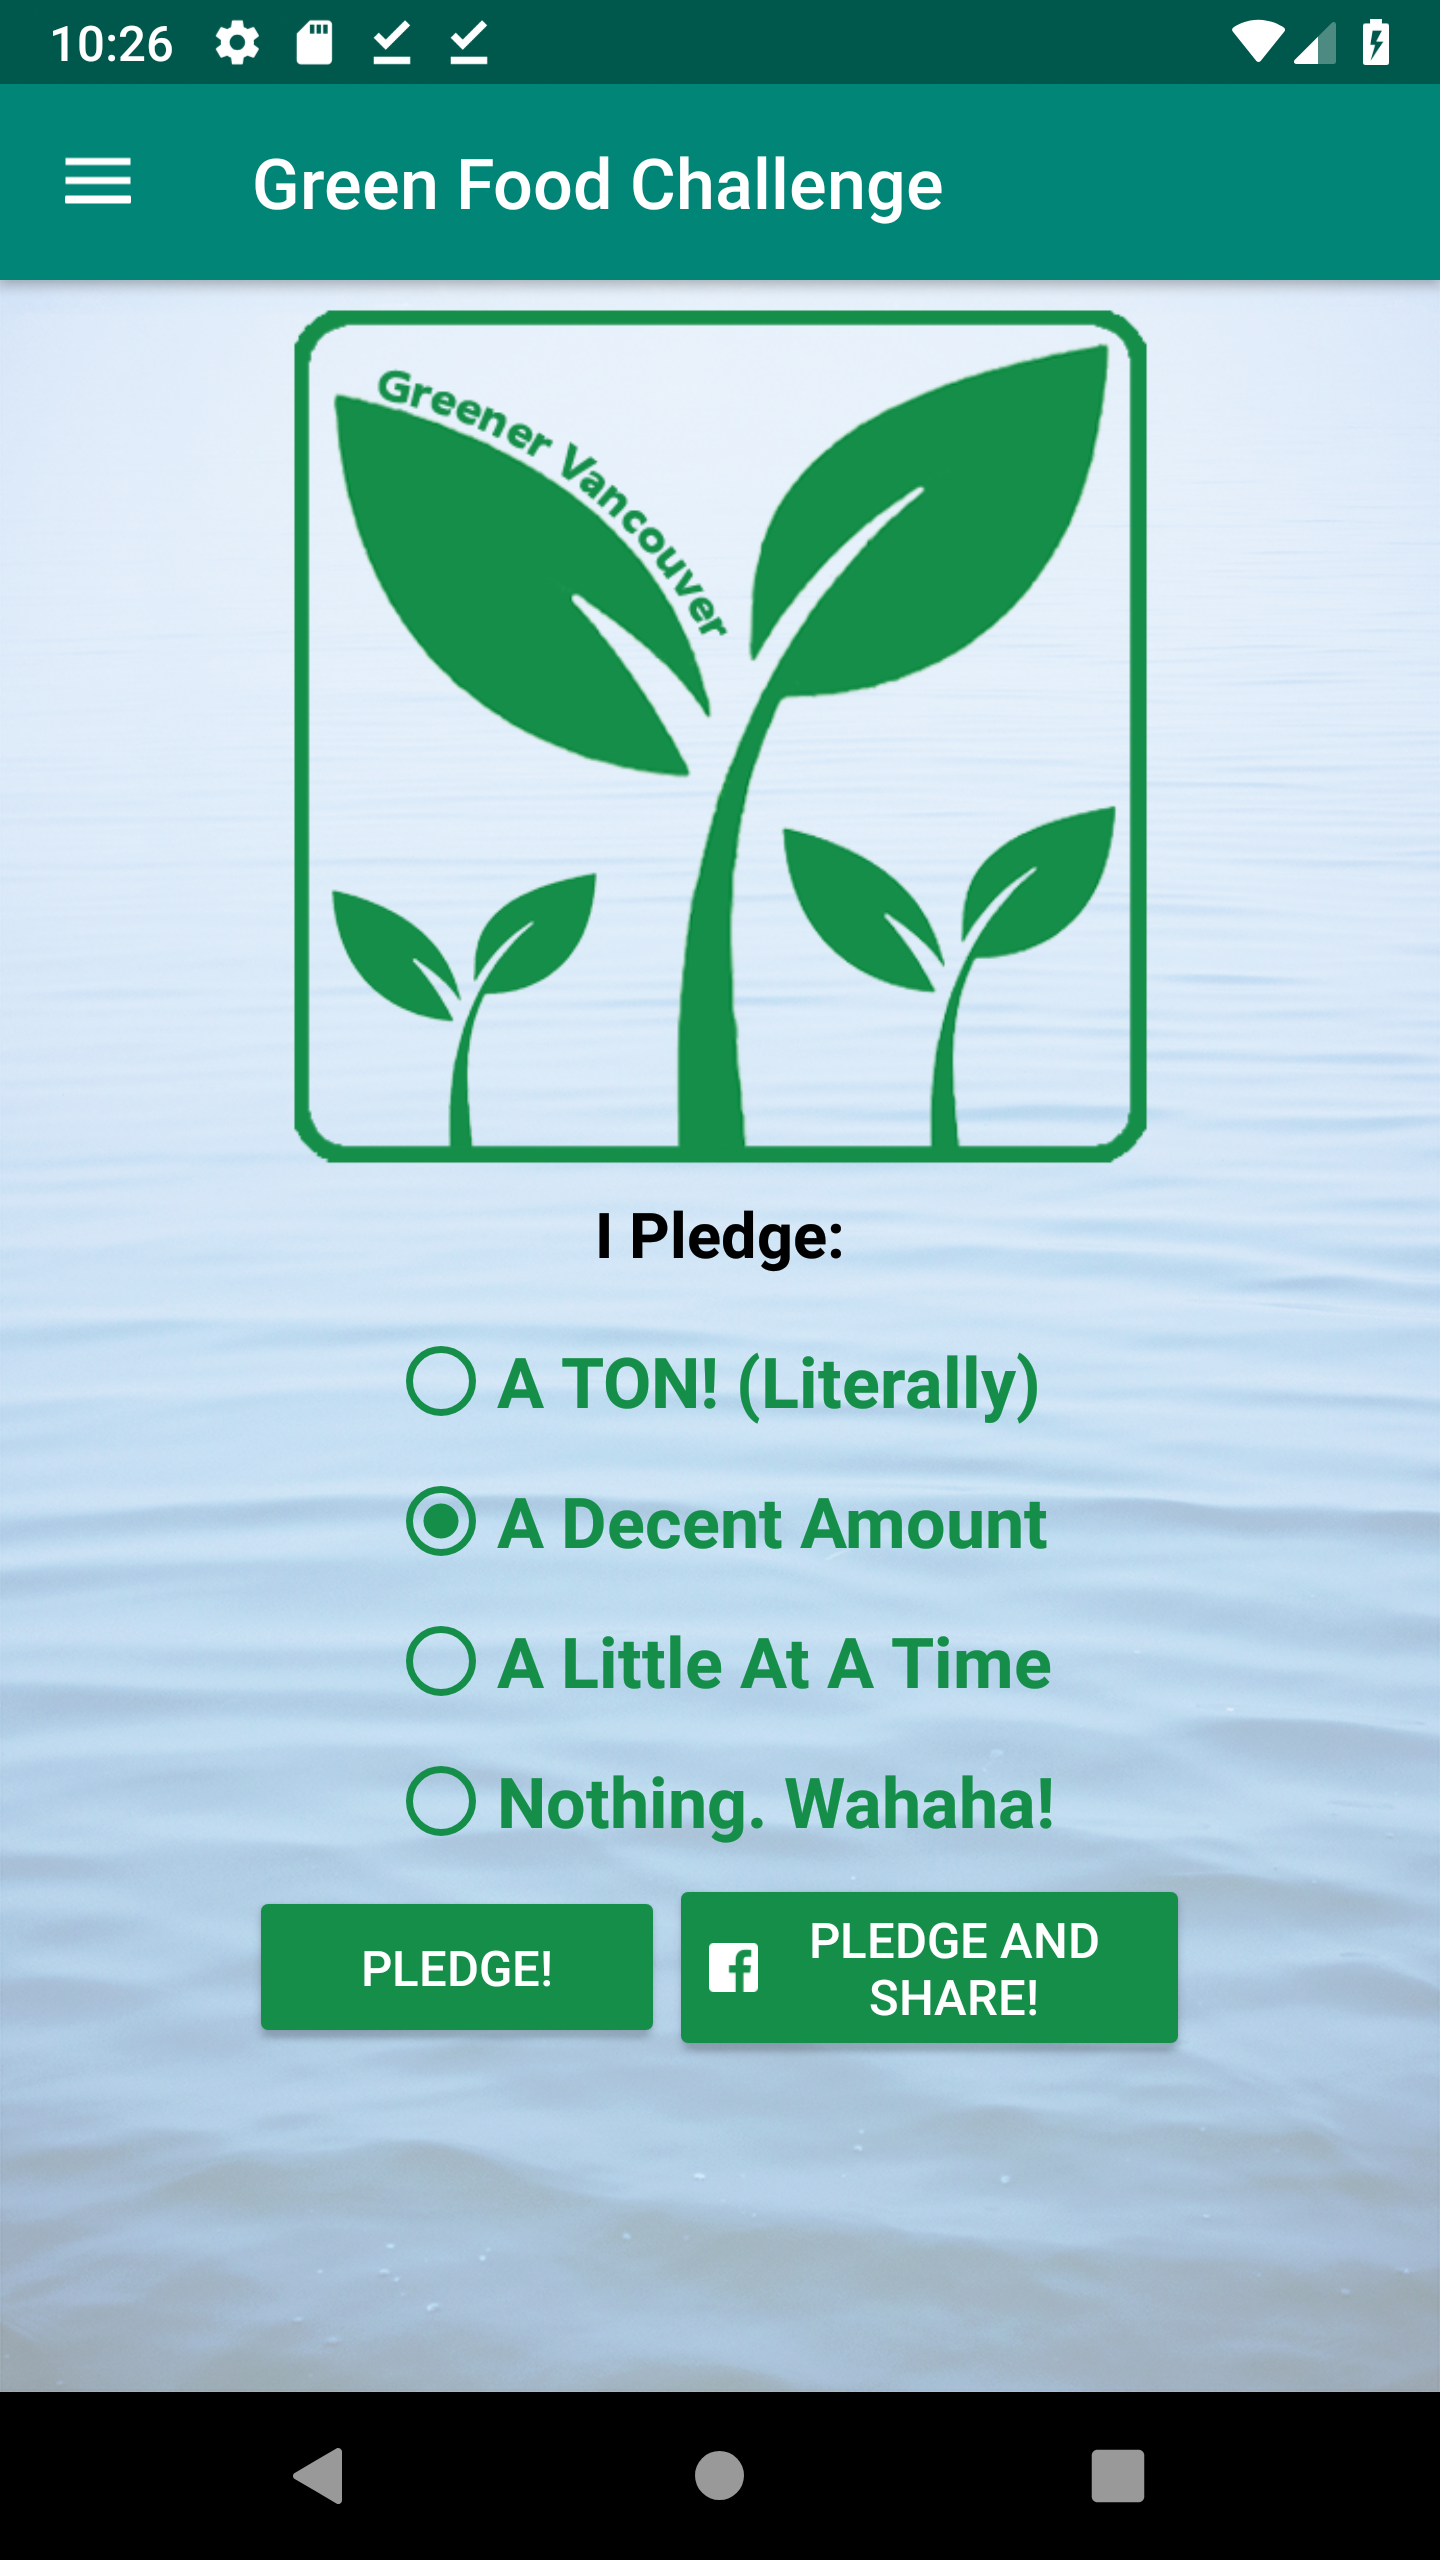 10:26
Green Food Challenge
Greener Vancouver
I Pledge:
A TON! (Literally)
A Decent Amount
A Little At A Time
Nothing. Wahaha!
PLEDGE!
PLEDGE AND
SHARE!